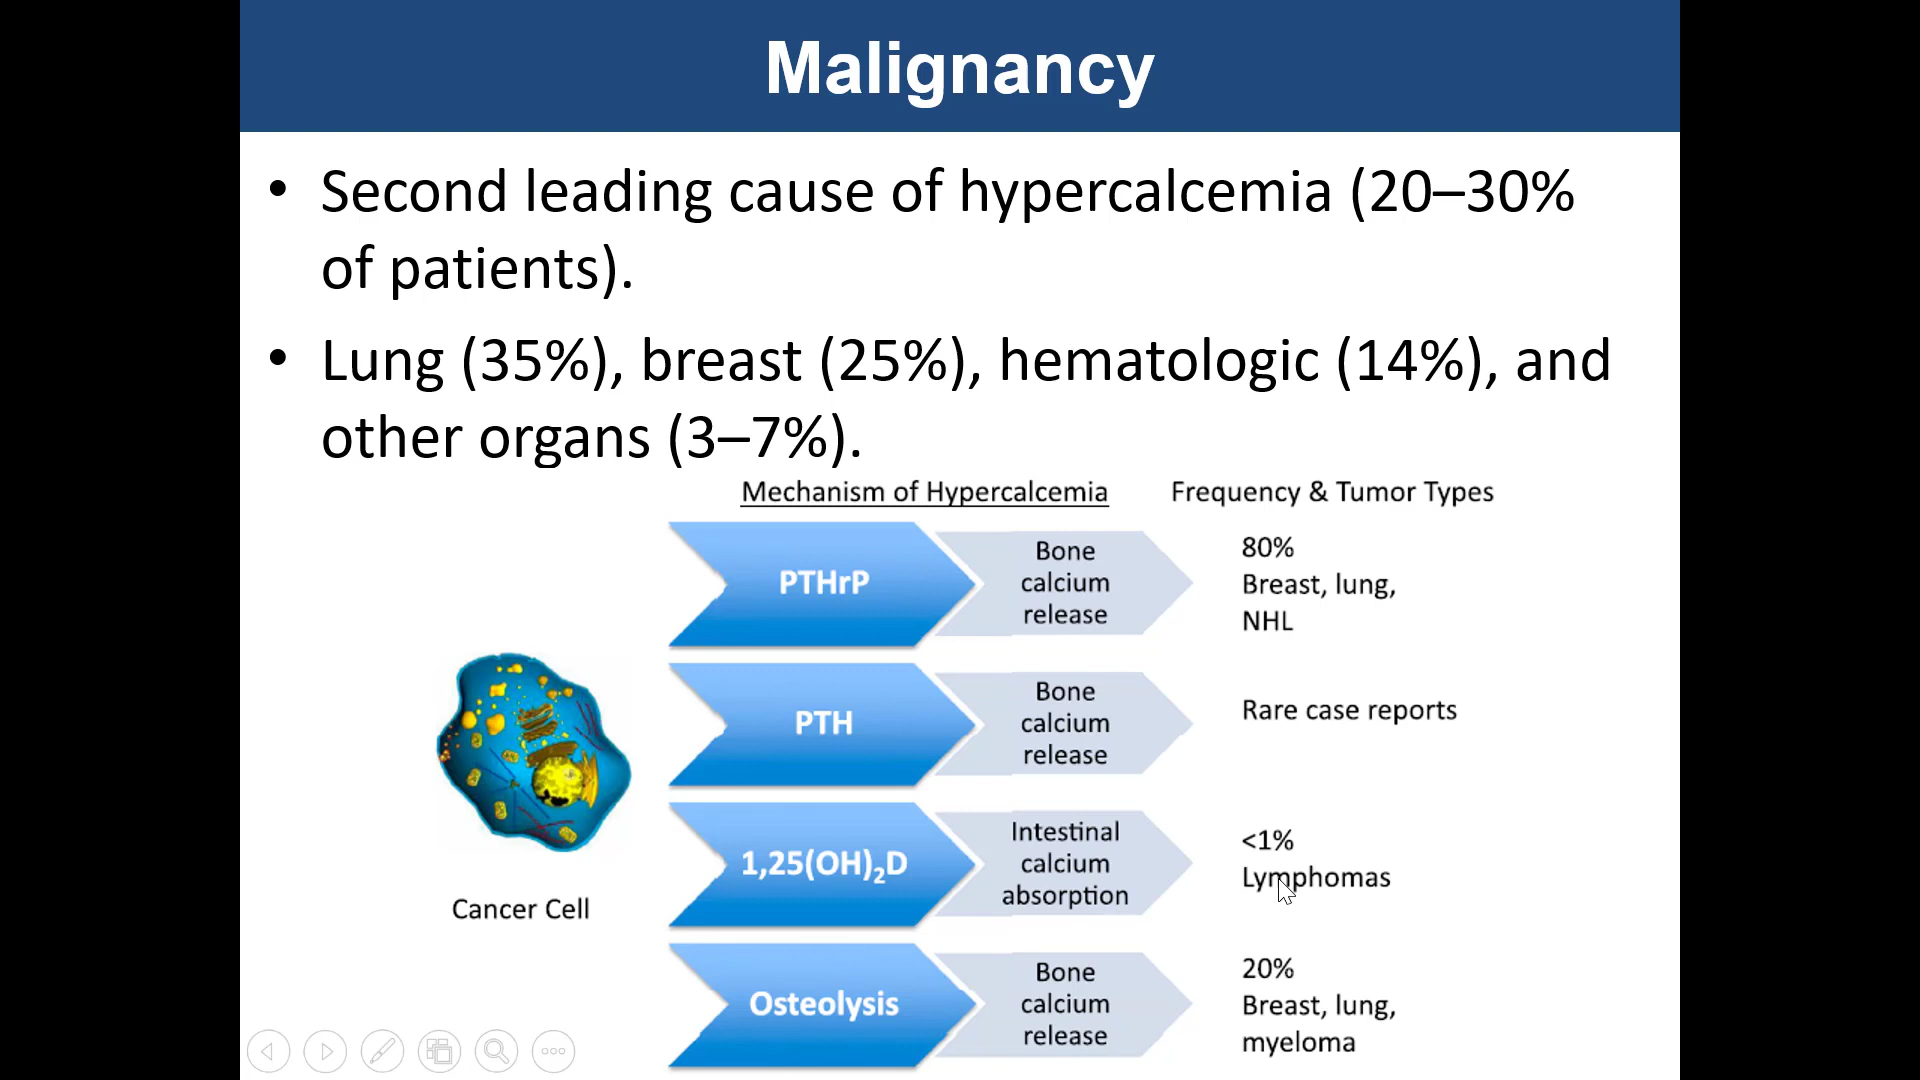 Malignancy
• Second leading cause of hypercalcemia (20–30%
of patients).
• Lung (35%), breast (25%), hematologic (14%), and
other organs (3–7%).
Mechanism of Hypercalcemia
Frequency & Tumor Types
PTHrP
Bone
calcium
release
80%
Breast, lung,
NHL
PTH
Bone
calcium
release
Rare case reports
1,25(OH)₂D
Intestinal
calcium
absorption
<1%
Lymphomas
Cancer Cell
Osteolysis
Bone
calcium
release
20%
Breast, lung,
myeloma